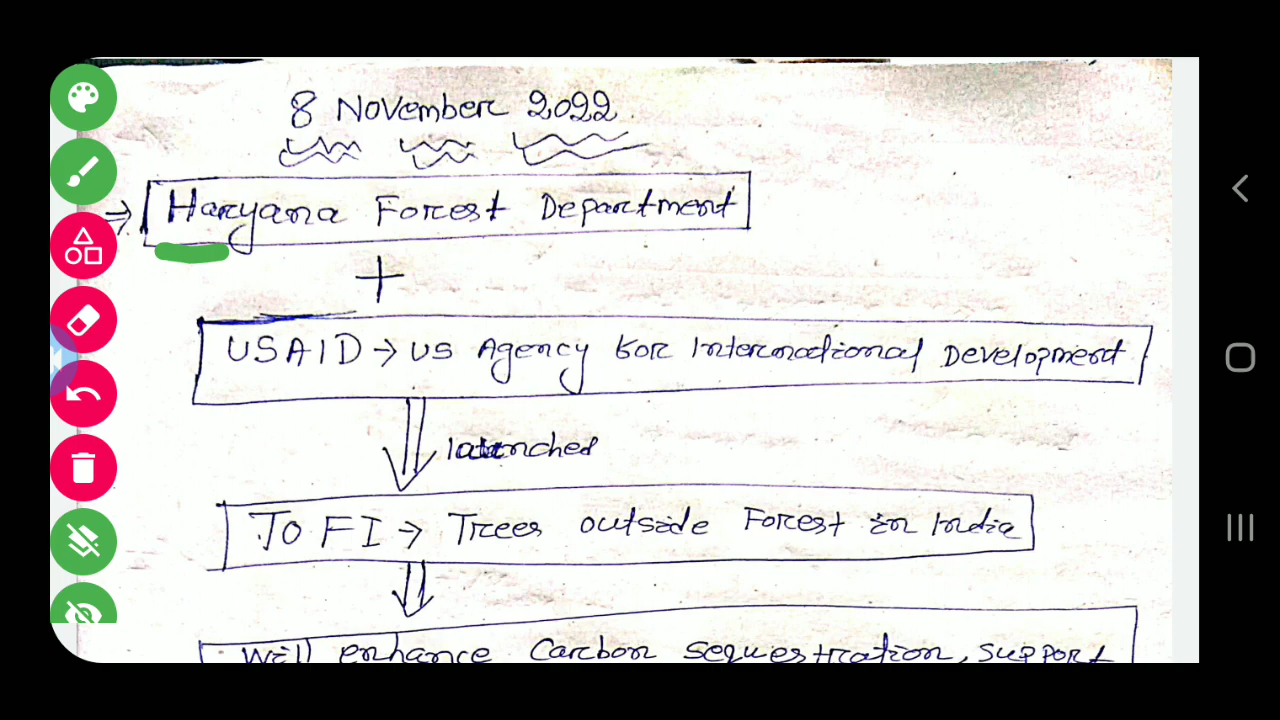 8 November 2022
⇒ Haryana Forest Department
+
USAID → US Agency for International Development
launched
TOFI → Trees outside Forest in India
Will enhance Carbon sequestration, support